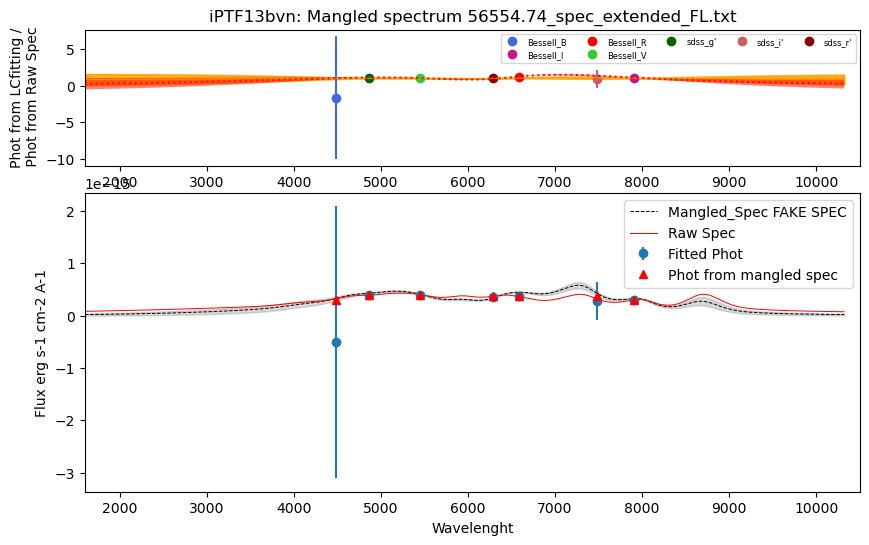 iPTF13bvn: Mangled spectrum 56554.74_spec_extended_FL.txt
Phot from LCfitting /
Phot from Raw Spec
5
0
−5
−10
Bessell_B
Bessell_I
Bessell_R
Bessell_V
sdss_g'
sdss_i'
sdss_r'
2000 3000 4000 5000 6000 7000 8000 9000 10000
1e−15
Flux erg s-1 cm-2 A-1
2
1
0
−1
−2
−3
Mangled_Spec FAKE SPEC
Raw Spec
Fitted Phot
Phot from mangled spec
2000 3000 4000 5000 6000 7000 8000 9000 10000
Wavelenght